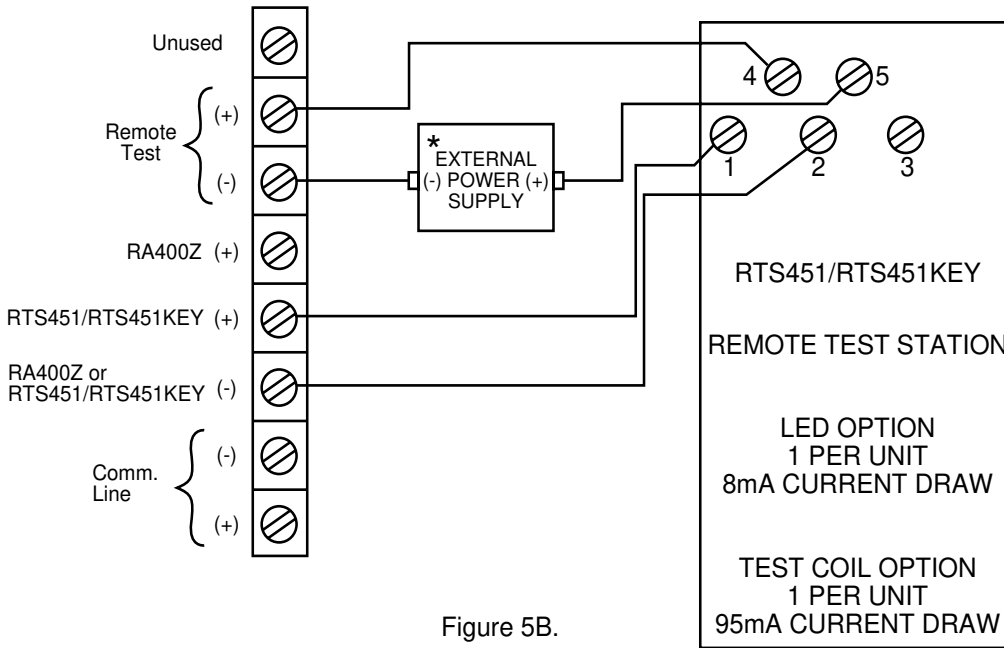 Unused
(+)
Remote
Test
(-)
RA400Z (+)
RTS451/RTS451KEY (+)
RA400Z or
RTS451/RTS451KEY (-)
(-)
Comm.
Line
(+)
*
EXTERNAL
(-) POWER (+)
SUPPLY
4
5
1
2
3
RTS451/RTS451KEY
REMOTE TEST STATION
LED OPTION
1 PER UNIT
8mA CURRENT DRAW
TEST COIL OPTION
1 PER UNIT
95mA CURRENT DRAW
Figure 5B.